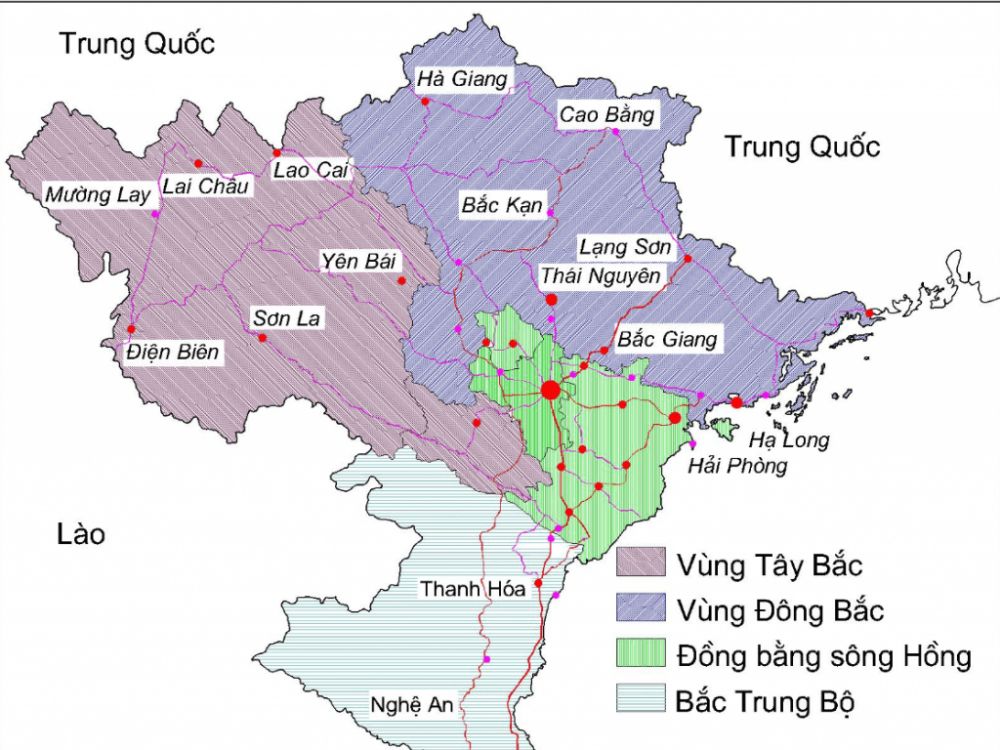 Trung Quốc
Hà Giang
Cao Bằng
Trung Quốc
Lao Cai
Lai Châu
Mường Lay
Bắc Kạn
Lạng Sơn
Yên Bái
Thái Nguyên
Sơn La
Bắc Giang
Điện Biên
Hạ Long
Hải Phòng
Lào
Vùng Tây Bắc
Thanh Hóa
Vùng Đông Bắc
Đồng bằng sông Hồng
Nghệ An
Bắc Trung Bộ